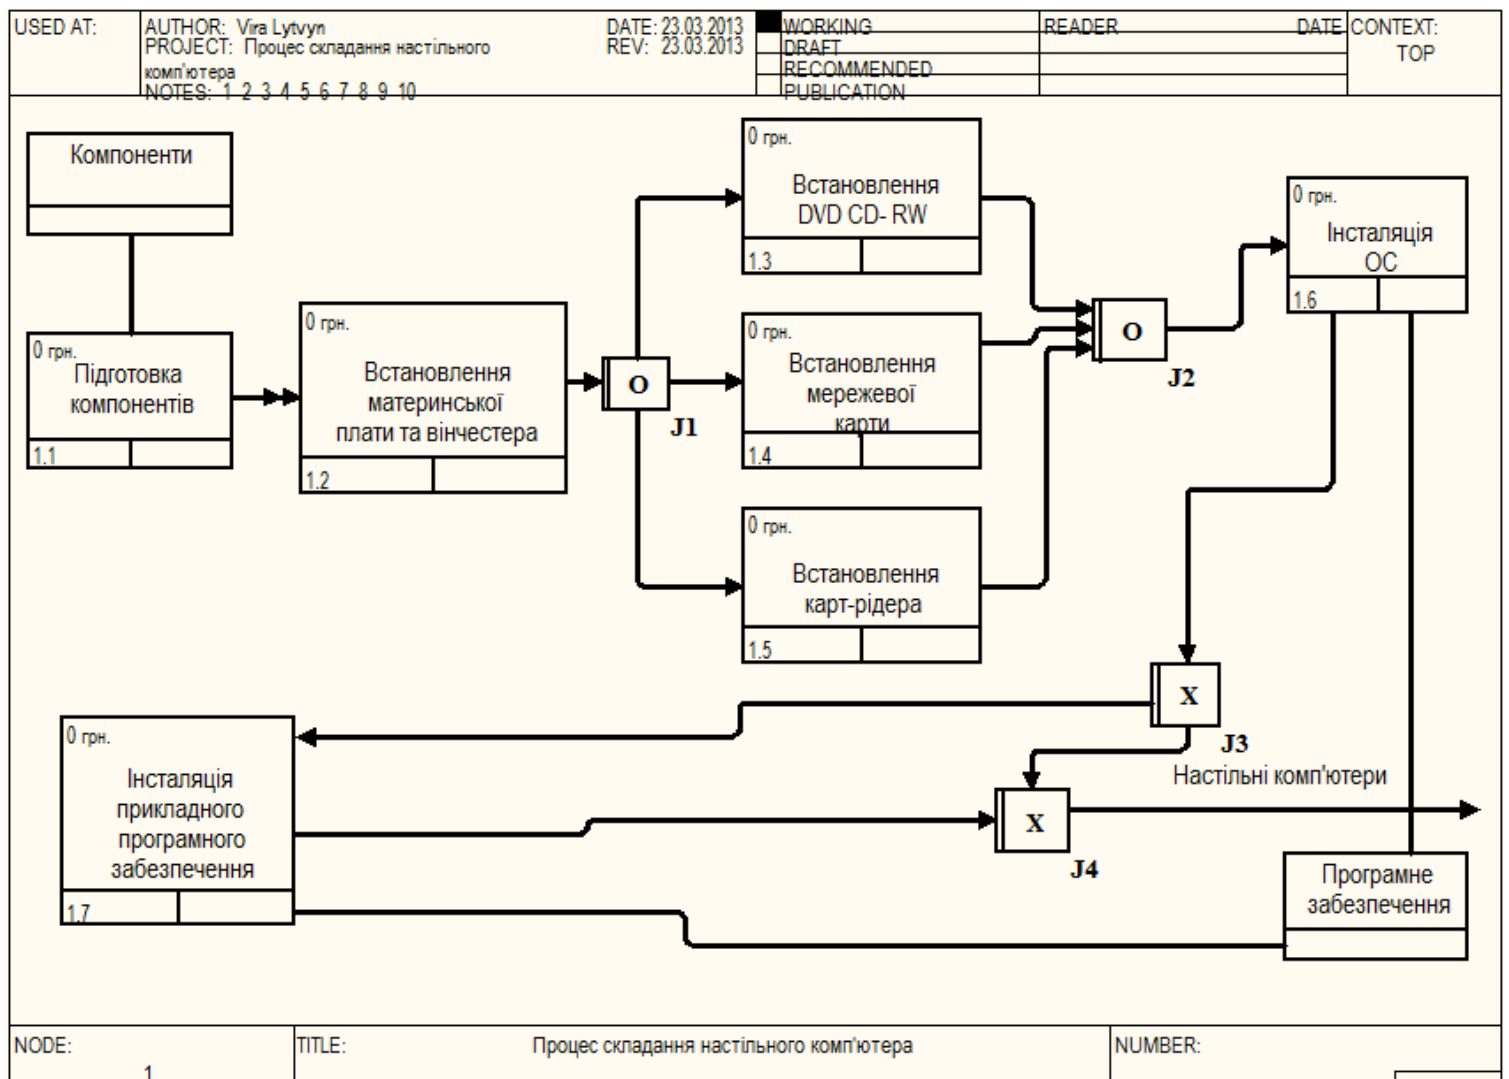 USED AT:
AUTHOR: Vira Lytvyn
DATE: 23.03.2013
PROJECT: Процес складання настільного
REV: 23.03.2013
комп'ютера
NOTES: 1 2 3 4 5 6 7 8 9 10
WORKING
DRAFT
RECOMMENDED
PUBLICATION
READER
DATE
CONTEXT:
TOP
Компоненти
0 грн.
Підготовка
компонентів
1.1
0 грн.
Встановлення
материнської
плати та вінчестера
1.2
O
J1
0 грн.
Встановлення
DVD CD- RW
1.3
0 грн.
Встановлення
мережевої
карти
1.4
0 грн.
Встановлення
карт-рідера
1.5
O
J2
0 грн.
Інсталяція
ОС
1.6
X
J3
0 грн.
Інсталяція
прикладного
програмного
забезпечення
1.7
X
J4
Настільні комп'ютери
Програмне
забезпечення
NODE:
1
TITLE:
Процес складання настільного комп'ютера
NUMBER: